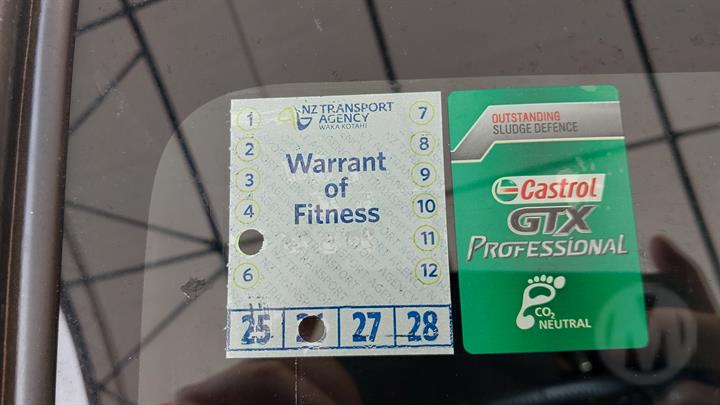 NZ TRANSPORT
AGENCY
WAKA KOTAHI
Warrant
of
Fitness
1
2
3
4
6
7
8
9
10
11
12
25 27 28
OUTSTANDING
SLUDGE DEFENCE
Castrol
GTX
PROFESSIONAL
CO2
NEUTRAL